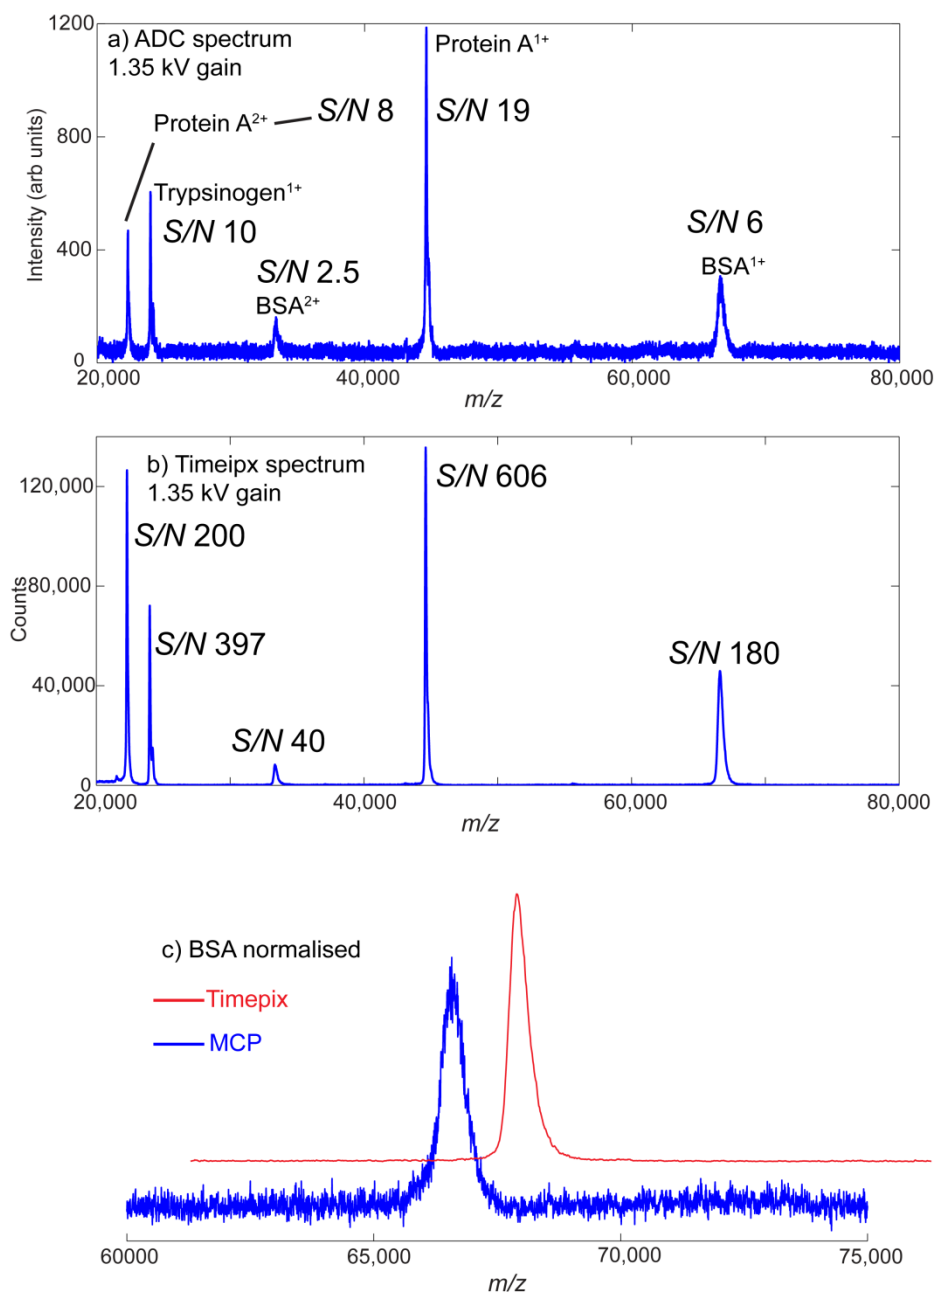 1200
a) ADC spectrum
1.35 kV gain
Protein A¹⁺
Protein A²⁺
S/N 8
S/N 19
800
Trypsinogen¹⁺
S/N 10
S/N 6
400
S/N 2.5
BSA²⁺
BSA¹⁺
Intensity (arb units)
0
20,000 40,000 60,000 80,000
m/z
b) Timeipx spectrum
1.35 kV gain
120,000
S/N 606
S/N 200
80,000
S/N 397
S/N 180
Counts
40,000
S/N 40
0
20,000 40,000 60,000 80,000
m/z
c) BSA normalised
Timepix
MCP
60000 65,000 70,000 75,000
m/z